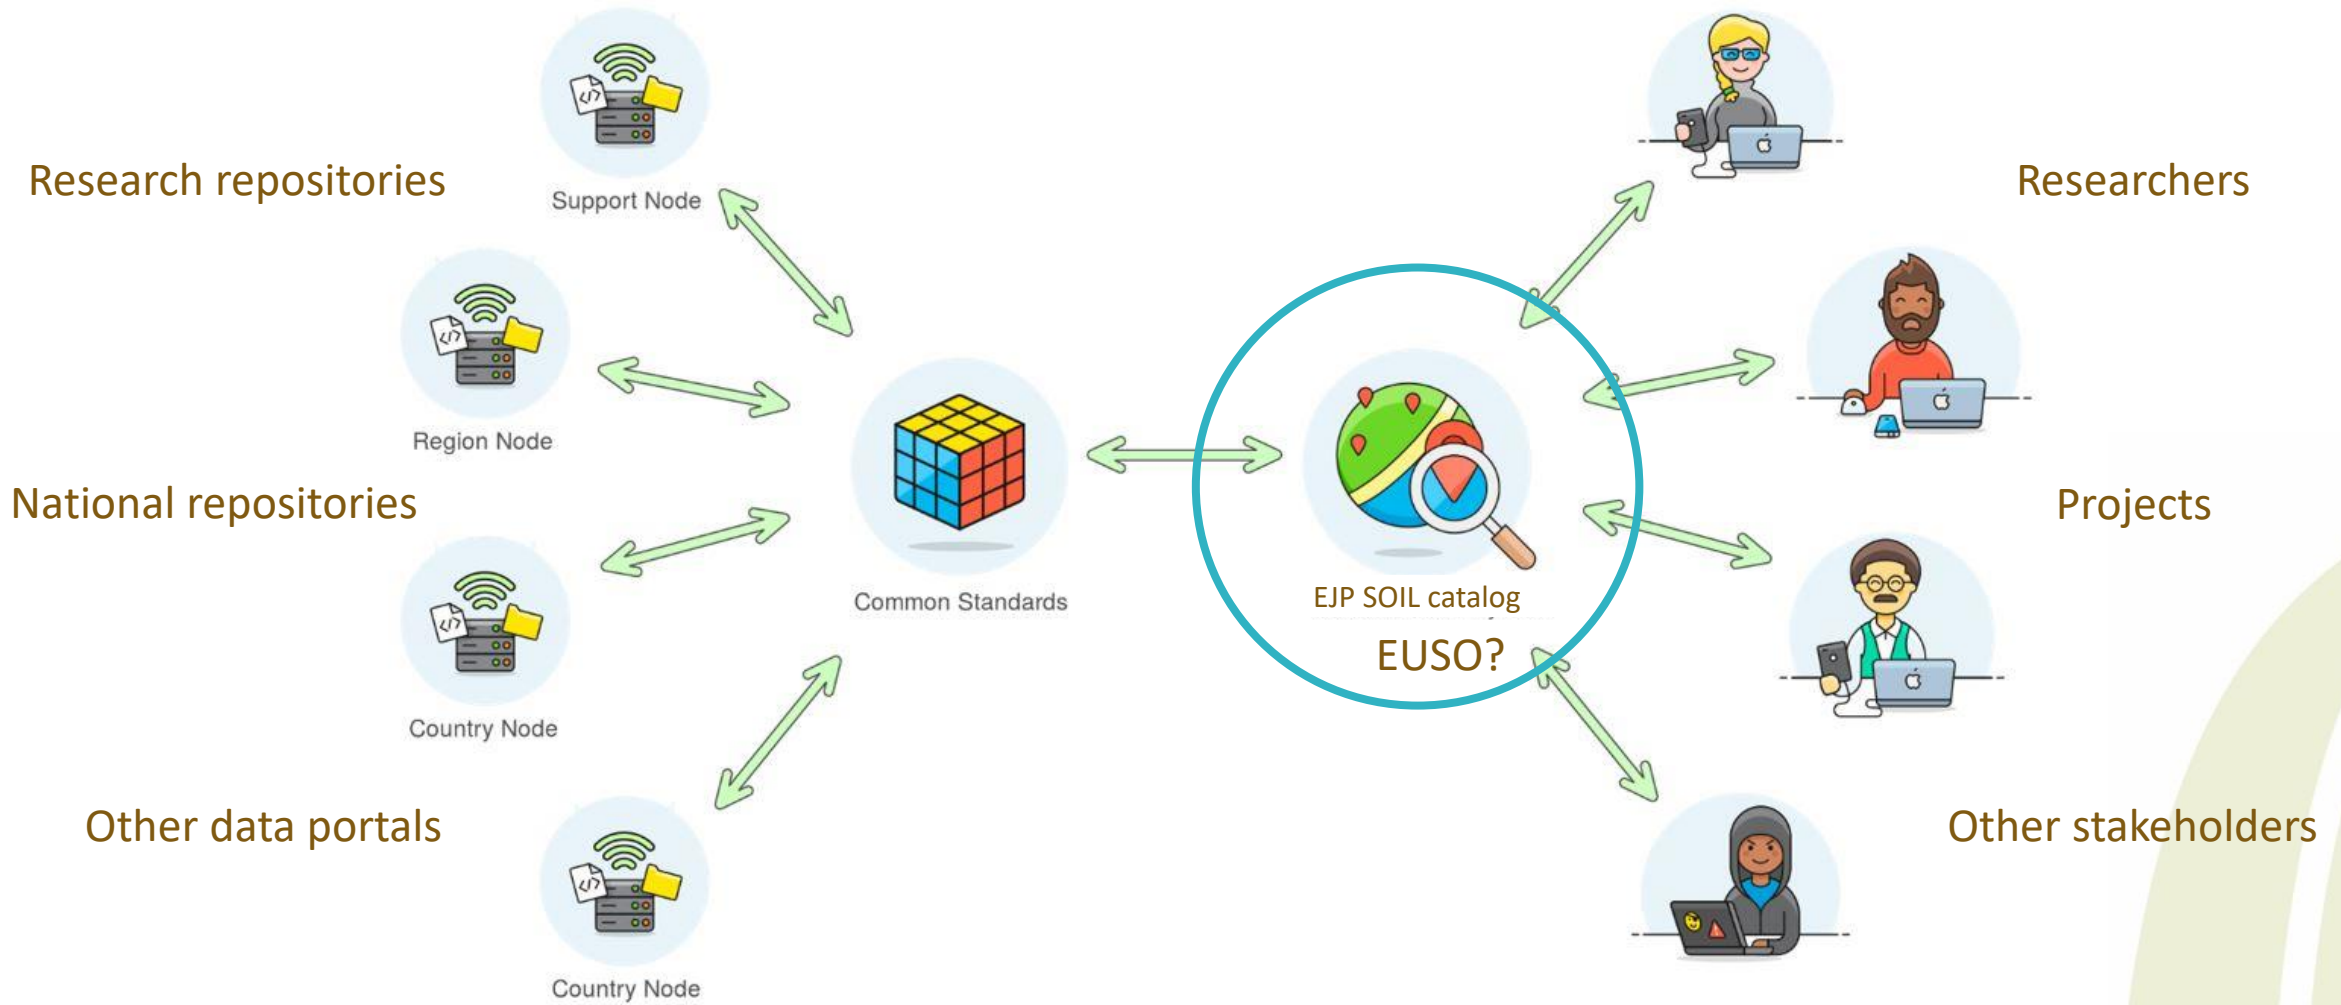 Research repositories
Support Node
Researchers
Region Node
National repositories
Projects
Common Standards
EJP SOIL catalog
EUSO?
Country Node
Other data portals
Other stakeholders
Country Node